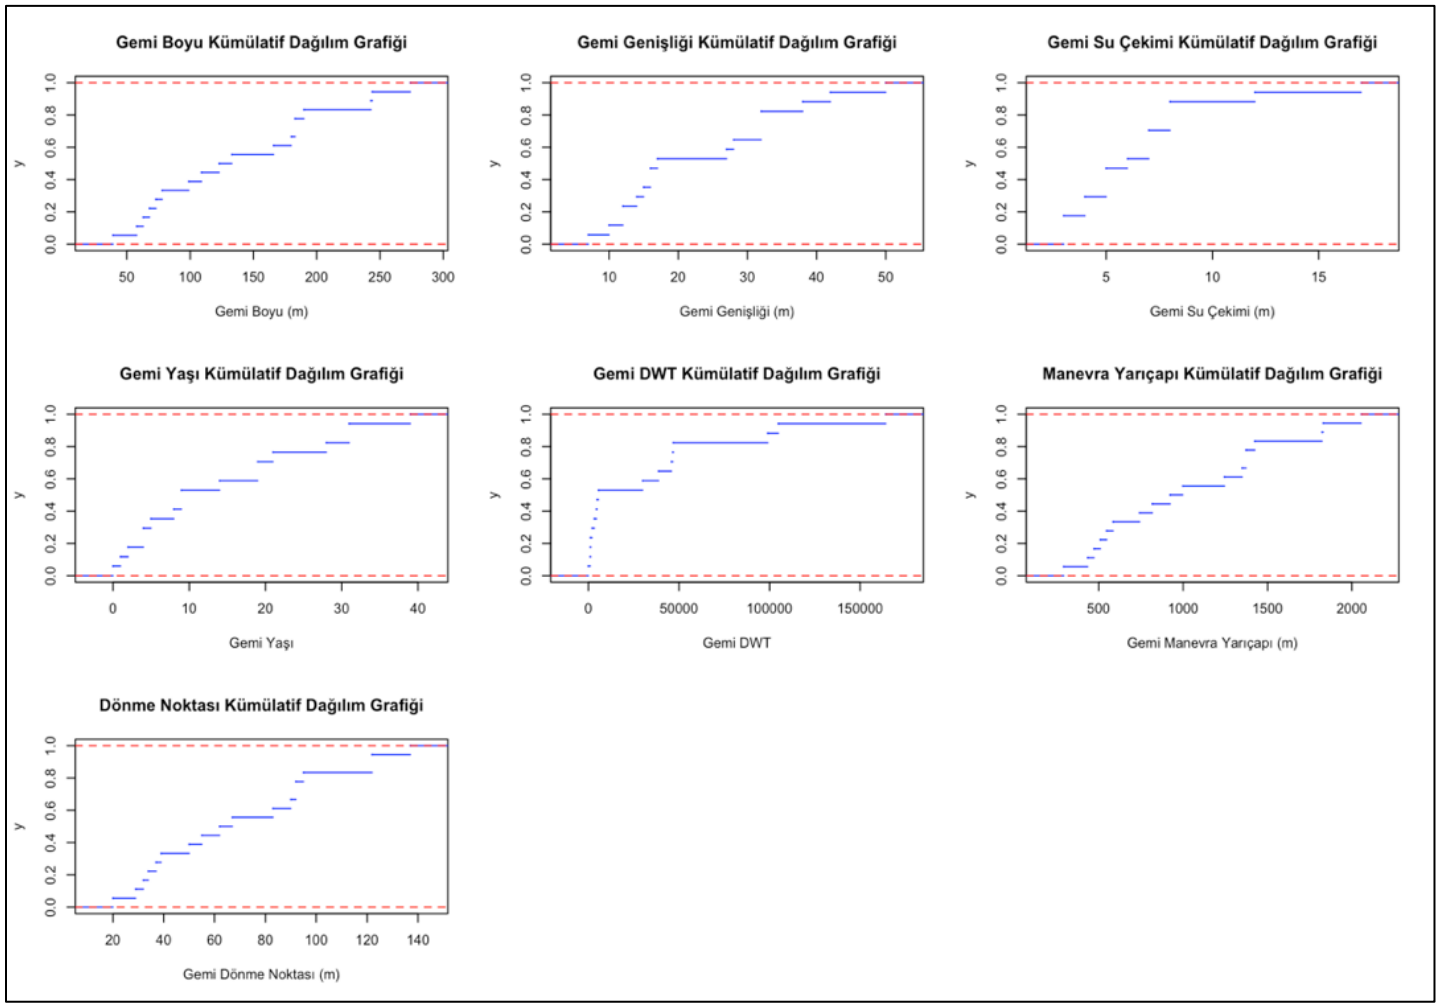 Gemi Boyu Kümülatif Dağılım Grafiği
y
0.0 0.2 0.4 0.6 0.8 1.0
50 100 150 200 250 300
Gemi Boyu (m)
Gemi Genişliği Kümülatif Dağılım Grafiği
y
0.0 0.2 0.4 0.6 0.8 1.0
10 20 30 40 50
Gemi Genişliği (m)
Gemi Su Çekimi Kümülatif Dağılım Grafiği
y
0.0 0.2 0.4 0.6 0.8 1.0
5 10 15
Gemi Su Çekimi (m)
Gemi Yaşı Kümülatif Dağılım Grafiği
y
0.0 0.2 0.4 0.6 0.8 1.0
0 10 20 30 40
Gemi Yaşı
Gemi DWT Kümülatif Dağılım Grafiği
y
0.0 0.2 0.4 0.6 0.8 1.0
0 50000 100000 150000
Gemi DWT
Manevra Yarıçapı Kümülatif Dağılım Grafiği
y
0.0 0.2 0.4 0.6 0.8 1.0
500 1000 1500 2000
Gemi Manevra Yarıçapı (m)
Dönme Noktası Kümülatif Dağılım Grafiği
y
0.0 0.2 0.4 0.6 0.8 1.0
20 40 60 80 100 120 140
Gemi Dönme Noktası (m)